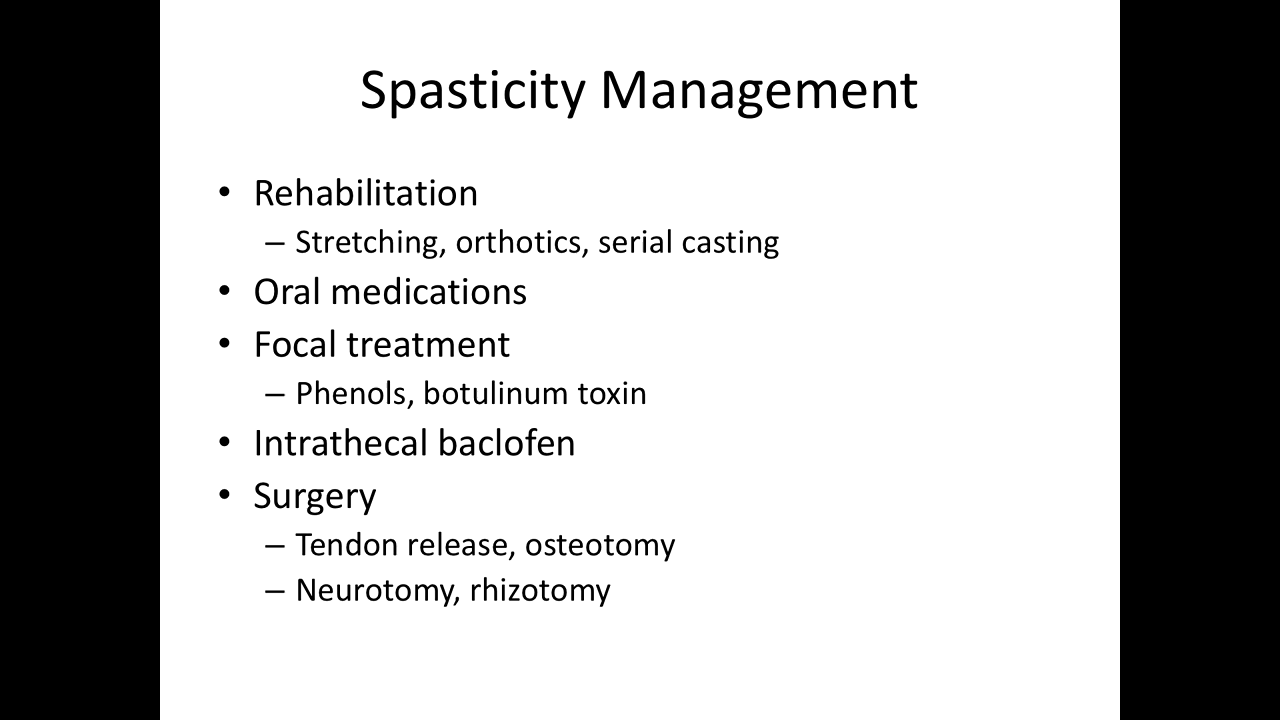 Spasticity Management
• Rehabilitation
– Stretching, orthotics, serial casting
• Oral medications
• Focal treatment
– Phenols, botulinum toxin
• Intrathecal baclofen
• Surgery
– Tendon release, osteotomy
– Neurotomy, rhizotomy